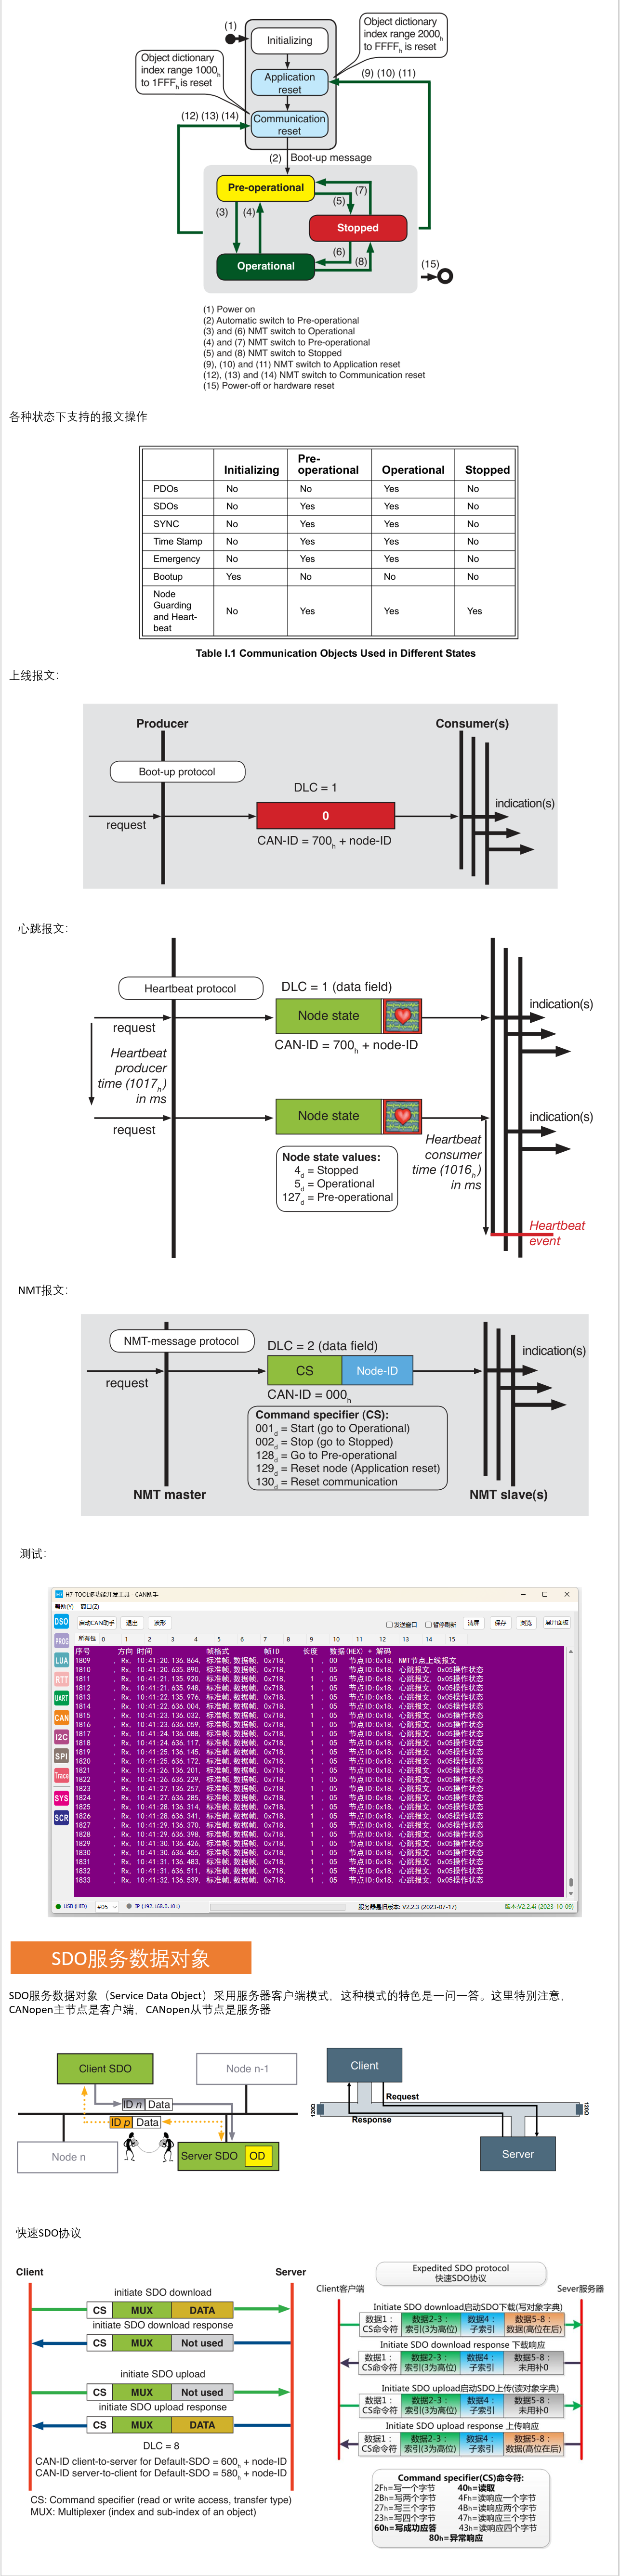 (1)
Initializing
Object dictionary
index range 2000h
to FFFFh is reset
Object dictionary
index range 1000h
to 1FFFh is reset
Application
reset
(9) (10) (11)
Communication
reset
(12) (13) (14)
(2) Boot-up message
Pre-operational
(7)
(5)
(3) (4)
Stopped
(6)
(8)
Operational
(15)
(1) Power on
(2) Automatic switch to Pre-operational
(3) and (6) NMT switch to Operational
(4) and (7) NMT switch to Pre-operational
(5) and (8) NMT switch to Stopped
(9), (10) and (11) NMT switch to Application reset
(12), (13) and (14) NMT switch to Communication reset
(15) Power-off or hardware reset
各种状态下支持的报文操作
Initializing Pre-operational Operational Stopped
PDOs No No Yes No
SDOs No Yes Yes No
SYNC No Yes Yes No
Time Stamp No Yes Yes No
Emergency No Yes Yes No
Bootup Yes No No No
Node
Guarding
and Heart-
beat No Yes Yes Yes
Table I.1 Communication Objects Used in Different States
上线报文：
Producer Consumer(s)
Boot-up protocol
DLC = 1
0
request
indication(s)
CAN-ID = 700h + node-ID
心跳报文：
Heartbeat protocol
DLC = 1 (data field)
Node state
indication(s)
request
CAN-ID = 700h + node-ID
Heartbeat
producer
time (1017h)
in ms
Node state
indication(s)
request
Heartbeat
consumer
time (1016h)
in ms
Node state values:
4d = Stopped
5d = Operational
127d = Pre-operational
Heartbeat
event
NMT报文：
NMT-message protocol
DLC = 2 (data field)
CS Node-ID
indication(s)
request
CAN-ID = 000h
Command specifier (CS):
001d = Start (go to Operational)
002d = Stop (go to Stopped)
128d = Go to Pre-operational
129d = Reset node (Application reset)
130d = Reset communication
NMT master NMT slave(s)
测试：
H7-TOOL多功能开发工具 - CAN助手
帮助(Y) 窗口(Z)
启动CAN助手 退出 波形 发送窗口 暂停刷新 清屏 保存 浏览 展开面板
所有包 0 1 2 3 4 5 6 7 8 9 10 11 12 13 14 15
DSO
PROG
LUA
RTT
UART
CAN
I2C
SPI
Trace
SYS
SCR
序号 方向 时间 帧格式 帧ID 长度 数据(HEX) + 解码
1809 , Rx, 10:41:20.136.864, 标准帧,数据帧, 0x718, 1 , 00 节点ID:0x18, NMT节点上线报文
1810 , Rx, 10:41:20.635.890, 标准帧,数据帧, 0x718, 1 , 05 节点ID:0x18, 心跳报文, 0x05操作状态
1811 , Rx, 10:41:21.135.920, 标准帧,数据帧, 0x718, 1 , 05 节点ID:0x18, 心跳报文, 0x05操作状态
1812 , Rx, 10:41:21.635.948, 标准帧,数据帧, 0x718, 1 , 05 节点ID:0x18, 心跳报文, 0x05操作状态
1813 , Rx, 10:41:22.135.976, 标准帧,数据帧, 0x718, 1 , 05 节点ID:0x18, 心跳报文, 0x05操作状态
1814 , Rx, 10:41:22.636.004, 标准帧,数据帧, 0x718, 1 , 05 节点ID:0x18, 心跳报文, 0x05操作状态
1815 , Rx, 10:41:23.136.032, 标准帧,数据帧, 0x718, 1 , 05 节点ID:0x18, 心跳报文, 0x05操作状态
1816 , Rx, 10:41:23.636.059, 标准帧,数据帧, 0x718, 1 , 05 节点ID:0x18, 心跳报文, 0x05操作状态
1817 , Rx, 10:41:24.136.088, 标准帧,数据帧, 0x718, 1 , 05 节点ID:0x18, 心跳报文, 0x05操作状态
1818 , Rx, 10:41:24.636.117, 标准帧,数据帧, 0x718, 1 , 05 节点ID:0x18, 心跳报文, 0x05操作状态
1819 , Rx, 10:41:25.136.145, 标准帧,数据帧, 0x718, 1 , 05 节点ID:0x18, 心跳报文, 0x05操作状态
1820 , Rx, 10:41:25.636.172, 标准帧,数据帧, 0x718, 1 , 05 节点ID:0x18, 心跳报文, 0x05操作状态
1821 , Rx, 10:41:26.136.201, 标准帧,数据帧, 0x718, 1 , 05 节点ID:0x18, 心跳报文, 0x05操作状态
1822 , Rx, 10:41:26.636.229, 标准帧,数据帧, 0x718, 1 , 05 节点ID:0x18, 心跳报文, 0x05操作状态
1823 , Rx, 10:41:27.136.257, 标准帧,数据帧, 0x718, 1 , 05 节点ID:0x18, 心跳报文, 0x05操作状态
1824 , Rx, 10:41:27.636.285, 标准帧,数据帧, 0x718, 1 , 05 节点ID:0x18, 心跳报文, 0x05操作状态
1825 , Rx, 10:41:28.136.314, 标准帧,数据帧, 0x718, 1 , 05 节点ID:0x18, 心跳报文, 0x05操作状态
1826 , Rx, 10:41:28.636.341, 标准帧,数据帧, 0x718, 1 , 05 节点ID:0x18, 心跳报文, 0x05操作状态
1827 , Rx, 10:41:29.136.370, 标准帧,数据帧, 0x718, 1 , 05 节点ID:0x18, 心跳报文, 0x05操作状态
1828 , Rx, 10:41:29.636.398, 标准帧,数据帧, 0x718, 1 , 05 节点ID:0x18, 心跳报文, 0x05操作状态
1829 , Rx, 10:41:30.136.426, 标准帧,数据帧, 0x718, 1 , 05 节点ID:0x18, 心跳报文, 0x05操作状态
1830 , Rx, 10:41:30.636.455, 标准帧,数据帧, 0x718, 1 , 05 节点ID:0x18, 心跳报文, 0x05操作状态
1831 , Rx, 10:41:31.136.483, 标准帧,数据帧, 0x718, 1 , 05 节点ID:0x18, 心跳报文, 0x05操作状态
1832 , Rx, 10:41:31.636.511, 标准帧,数据帧, 0x718, 1 , 05 节点ID:0x18, 心跳报文, 0x05操作状态
1833 , Rx, 10:41:32.136.539, 标准帧,数据帧, 0x718, 1 , 05 节点ID:0x18, 心跳报文, 0x05操作状态
USB (HID) #05 IP (192.168.0.101) 服务器是旧版本: V2.2.3 (2023-07-17) 版本:V2.2.4i (2023-10-09)
SDO服务数据对象
SDO服务数据对象（Service Data Object）采用服务器客户端模式，这种模式的特色是一问一答。这里特别注意，
CANopen主节点是客户端，CANopen从节点是服务器
Client SDO Node n-1
ID n Data
ID p Data
Node n Server SDO OD
Client
Request
120Ω 120Ω
Response
Server
快速SDO协议
Client Server
initiate SDO download
CS MUX DATA
initiate SDO download response
CS MUX Not used
initiate SDO upload
CS MUX Not used
initiate SDO upload response
CS MUX DATA
DLC = 8
CAN-ID client-to-server for Default-SDO = 600h + node-ID
CAN-ID server-to-client for Default-SDO = 580h + node-ID
CS: Command specifier (read or write access, transfer type)
MUX: Multiplexer (index and sub-index of an object)
Expedited SDO protocol
快速SDO协议
Client客户端 Sever服务器
Initiate SDO download启动SDO下载(写对象字典)
数据1： 数据2-3： 数据4： 数据5-8：
CS命令符 索引(3为高位) 子索引 数据(高位在后)
Initiate SDO download response 下载响应
数据1： 数据2-3： 数据4： 数据5-8：
CS命令符 索引(3为高位) 子索引 未用补0
Initiate SDO upload启动SDO上传(读对象字典)
数据1： 数据2-3： 数据4： 数据5-8：
CS命令符 索引(3为高位) 子索引 未用补0
Initiate SDO upload response 上传响应
数据1： 数据2-3： 数据4： 数据5-8：
CS命令符 索引(3为高位) 子索引 数据(高位在后)
Command specifier(CS)命令符:
2Fh=写一个字节 40h=读取
2Bh=写两个字节 4Fh=读响应一个字节
27h=写三个字节 4Bh=读响应两个字节
23h=写四个字节 47h=读响应三个字节
60h=写成功应答 43h=读响应四个字节
80h=异常响应